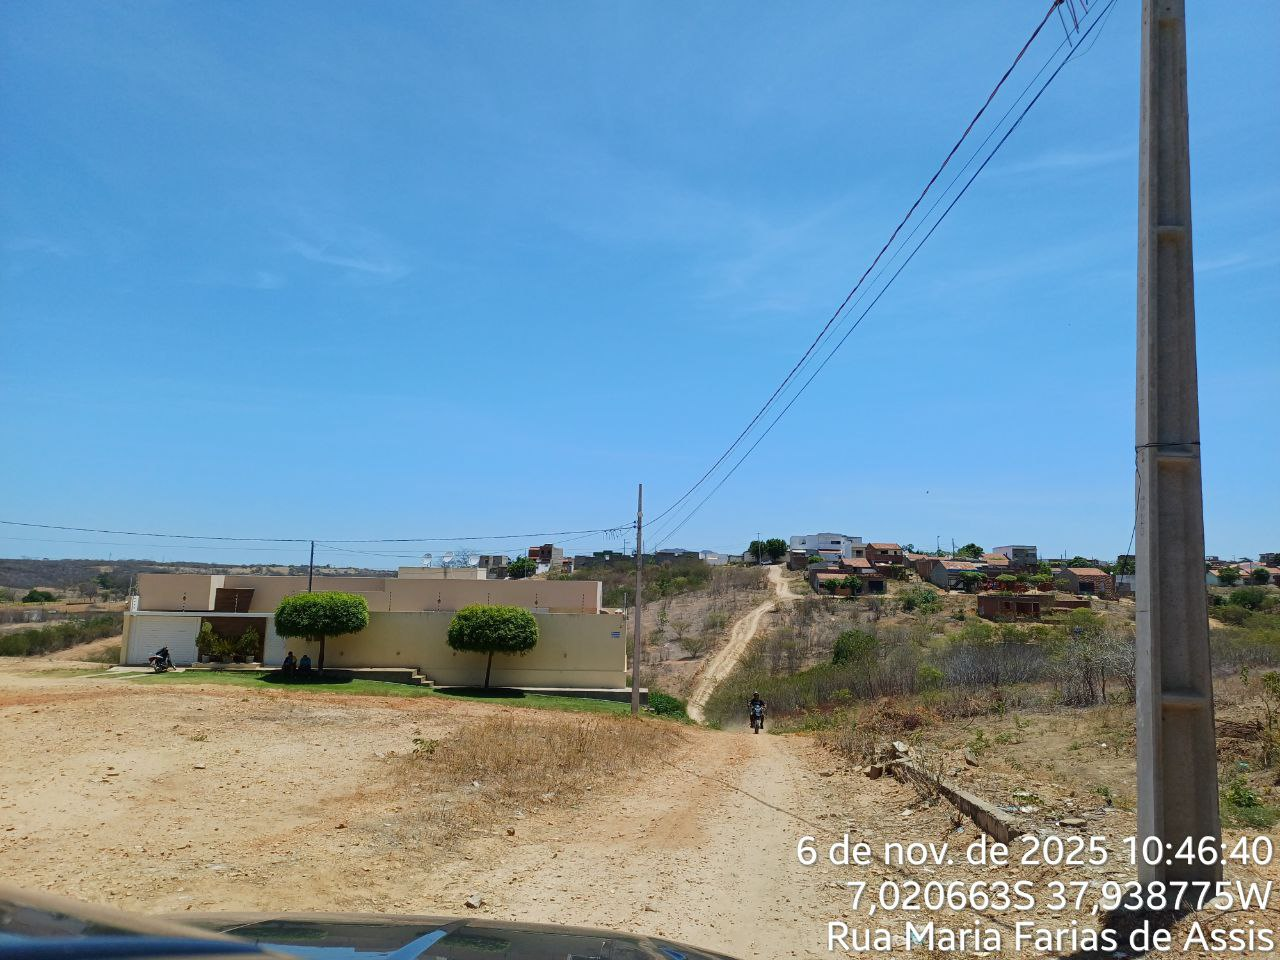 6 de nov. de 2025 10:46:40
7,020663S 37,938775W
Rua Maria Farias de Assis